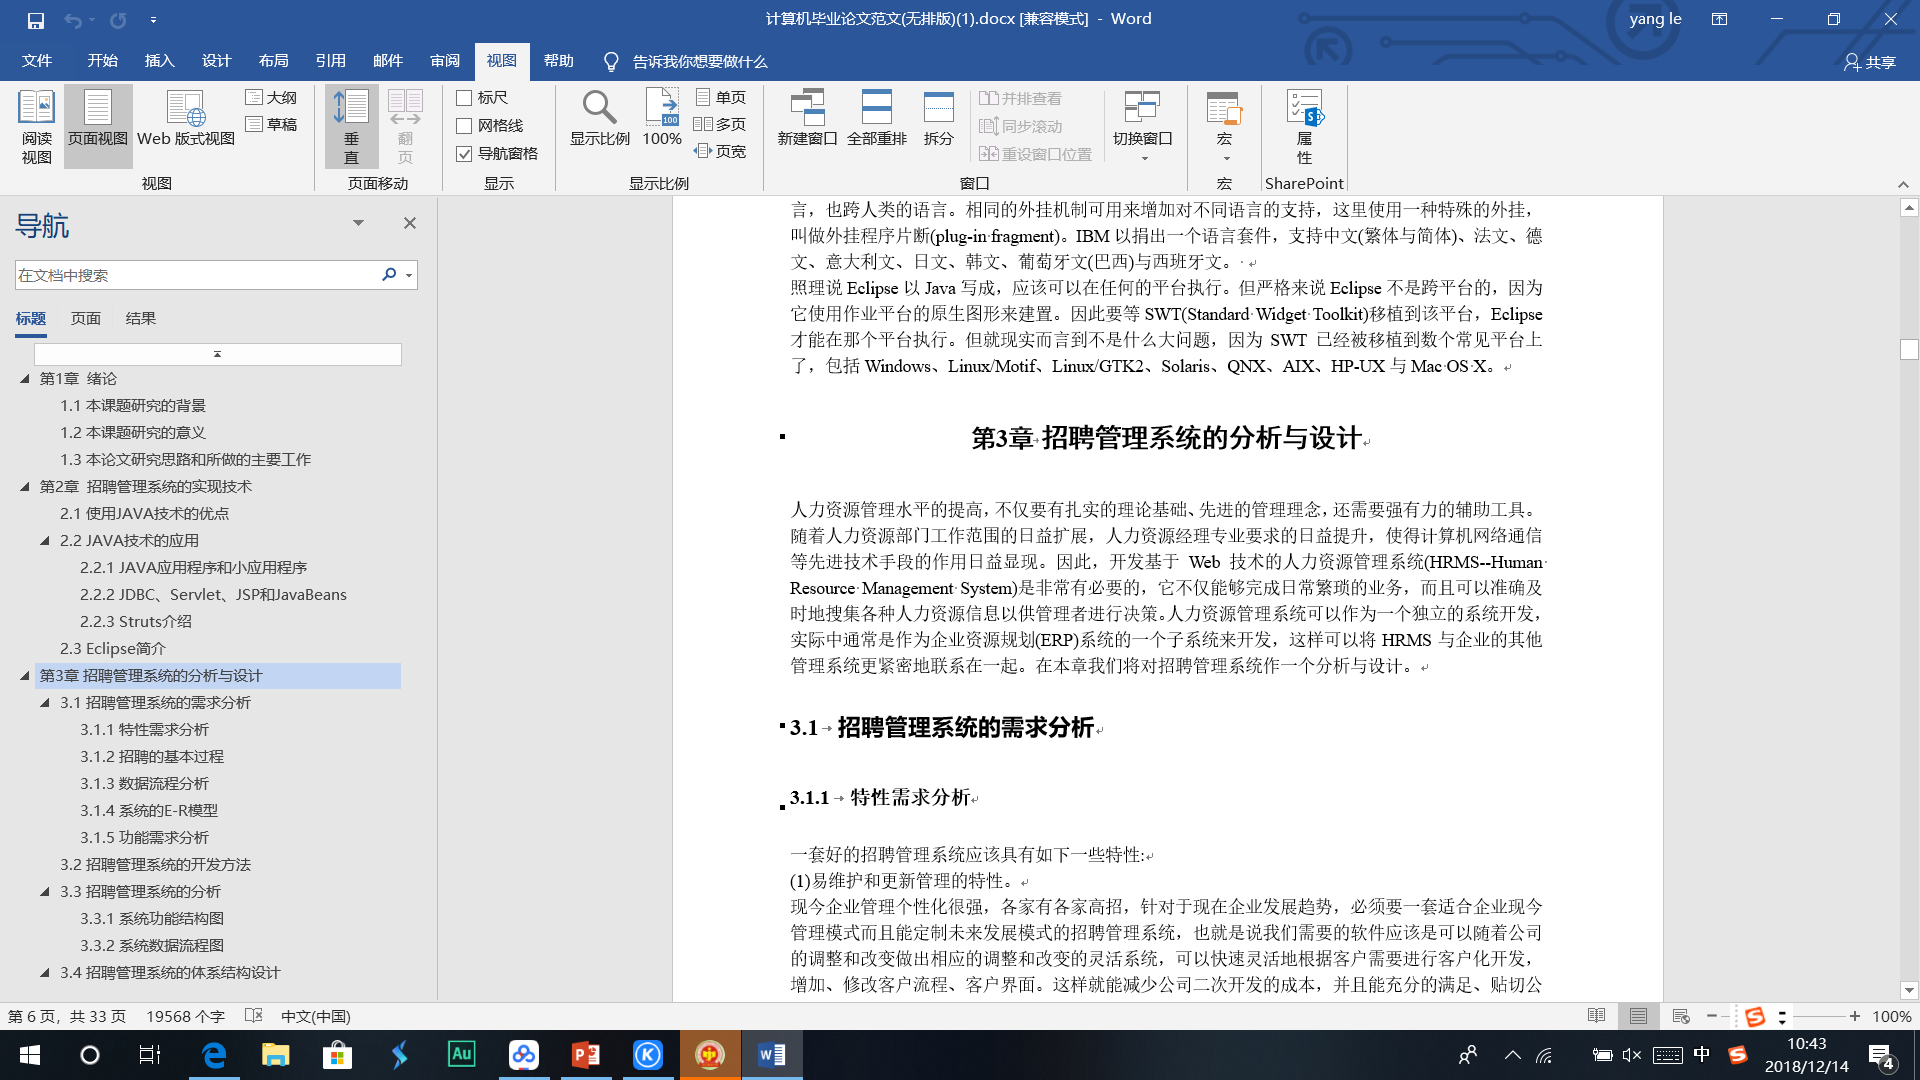 计算机毕业论文范文(无排版)(1).docx [兼容模式] - Word
yang le
文件 开始 插入 设计 布局 引用 邮件 审阅 视图 帮助 告诉我你想要做什么
共享
阅读视图 页面视图 Web 版式视图 大纲 草稿
视图
垂直 翻页
页面移动
标尺
网格线
导航窗格
显示
显示比例 100% 单页 多页 页宽
显示比例
新建窗口 全部重排 拆分 并排查看 同步滚动 重设窗口位置 切换窗口
窗口
宏
宏
属性
SharePoint
导航
在文档中搜索
标题 页面 结果
第1章 绪论
1.1 本课题研究的背景
1.2 本课题研究的意义
1.3 本论文研究思路和所做的主要工作
第2章 招聘管理系统的实现技术
2.1 使用JAVA技术的优点
2.2 JAVA技术的应用
2.2.1 JAVA应用程序和小应用程序
2.2.2 JDBC、Servlet、JSP和JavaBeans
2.2.3 Struts介绍
2.3 Eclipse简介
第3章 招聘管理系统的分析与设计
3.1 招聘管理系统的需求分析
3.1.1 特性需求分析
3.1.2 招聘的基本过程
3.1.3 数据流程分析
3.1.4 系统的E-R模型
3.1.5 功能需求分析
3.2 招聘管理系统的开发方法
3.3 招聘管理系统的分析
3.3.1 系统功能结构图
3.3.2 系统数据流程图
3.4 招聘管理系统的体系结构设计
言，也跨人类的语言。相同的外挂机制可用来增加对不同语言的支持，这里使用一种特殊的外挂，
叫做外挂程序片断(plug-in fragment)。IBM 以捐出一个语言套件，支持中文(繁体与简体)、法文、德
文、意大利文、日文、韩文、葡萄牙文(巴西)与西班牙文。
照理说 Eclipse 以 Java 写成，应该可以在任何的平台执行。但严格来说 Eclipse 不是跨平台的，因为
它使用作业平台的原生图形来建置。因此要等 SWT(Standard Widget Toolkit)移植到该平台，Eclipse
才能在那个平台执行。但就现实而言到不是什么大问题，因为 SWT 已经被移植到数个常见平台上
了，包括 Windows、Linux/Motif、Linux/GTK2、Solaris、QNX、AIX、HP-UX 与 Mac OS X。
第3章 招聘管理系统的分析与设计
人力资源管理水平的提高，不仅要有扎实的理论基础、先进的管理理念，还需要强有力的辅助工具。
随着人力资源部门工作范围的日益扩展，人力资源经理专业要求的日益提升，使得计算机网络通信
等先进技术手段的作用日益显现。因此，开发基于 Web 技术的人力资源管理系统(HRMS--Human
Resource Management System)是非常有必要的，它不仅能够完成日常繁琐的业务，而且可以准确及
时地搜集各种人力资源信息以供管理者进行决策。人力资源管理系统可以作为一个独立的系统开发，
实际中通常是作为企业资源规划(ERP)系统的一个子系统来开发，这样可以将 HRMS 与企业的其他
管理系统更紧密地联系在一起。在本章我们将对招聘管理系统作一个分析与设计。
3.1 招聘管理系统的需求分析
3.1.1 特性需求分析
一套好的招聘管理系统应该具有如下一些特性:
(1)易维护和更新管理的特性。
现今企业管理个性化很强，各家有各家高招，针对于现在企业发展趋势，必须要一套适合企业现今
管理模式而且能定制未来发展模式的招聘管理系统，也就是说我们需要的软件应该是可以随着公司
的调整和改变做出相应的调整和改变的灵活系统，可以快速灵活地根据客户需要进行客户化开发，
增加、修改客户流程、客户界面。这样就能减少公司二次开发的成本，并且能充分的满足、贴切公
第 6 页，共 33 页 19568 个字 中文(中国)
100%
中
10:43
2018/12/14
4